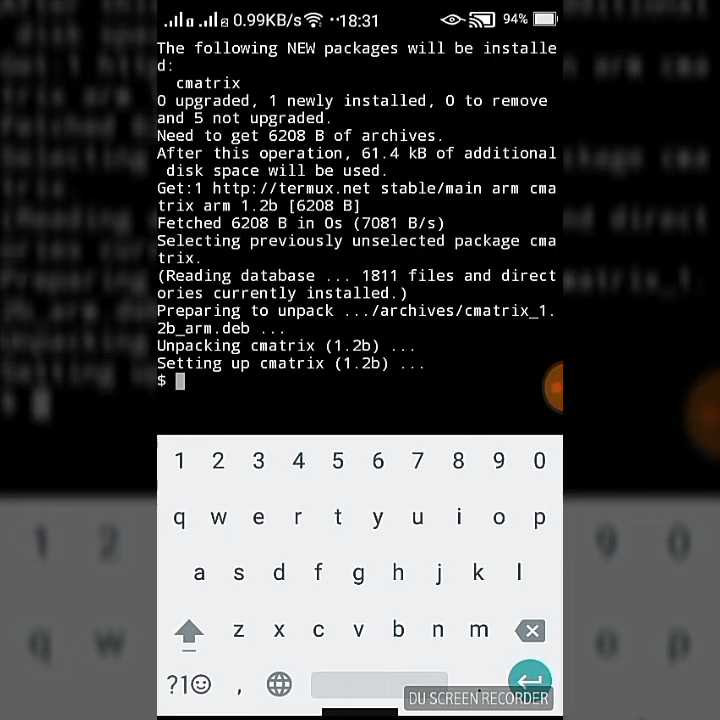 0.99KB/s 18:31 94%
The following NEW packages will be installe
d:
cmatrix
0 upgraded, 1 newly installed, 0 to remove
and 5 not upgraded.
Need to get 6208 B of archives.
After this operation, 61.4 kB of additional
disk space will be used.
Get:1 http://termux.net stable/main arm cma
trix arm 1.2b [6208 B]
Fetched 6208 B in 0s (7081 B/s)
Selecting previously unselected package cma
trix.
(Reading database ... 1811 files and direct
ories currently installed.)
Preparing to unpack .../archives/cmatrix_1.
2b_arm.deb ...
Unpacking cmatrix (1.2b) ...
Setting up cmatrix (1.2b) ...
$
1 2 3 4 5 6 7 8 9 0
q w e r t y u i o p
a s d f g h j k l
z x c v b n m
?1☺ , .
DU SCREEN RECORDER